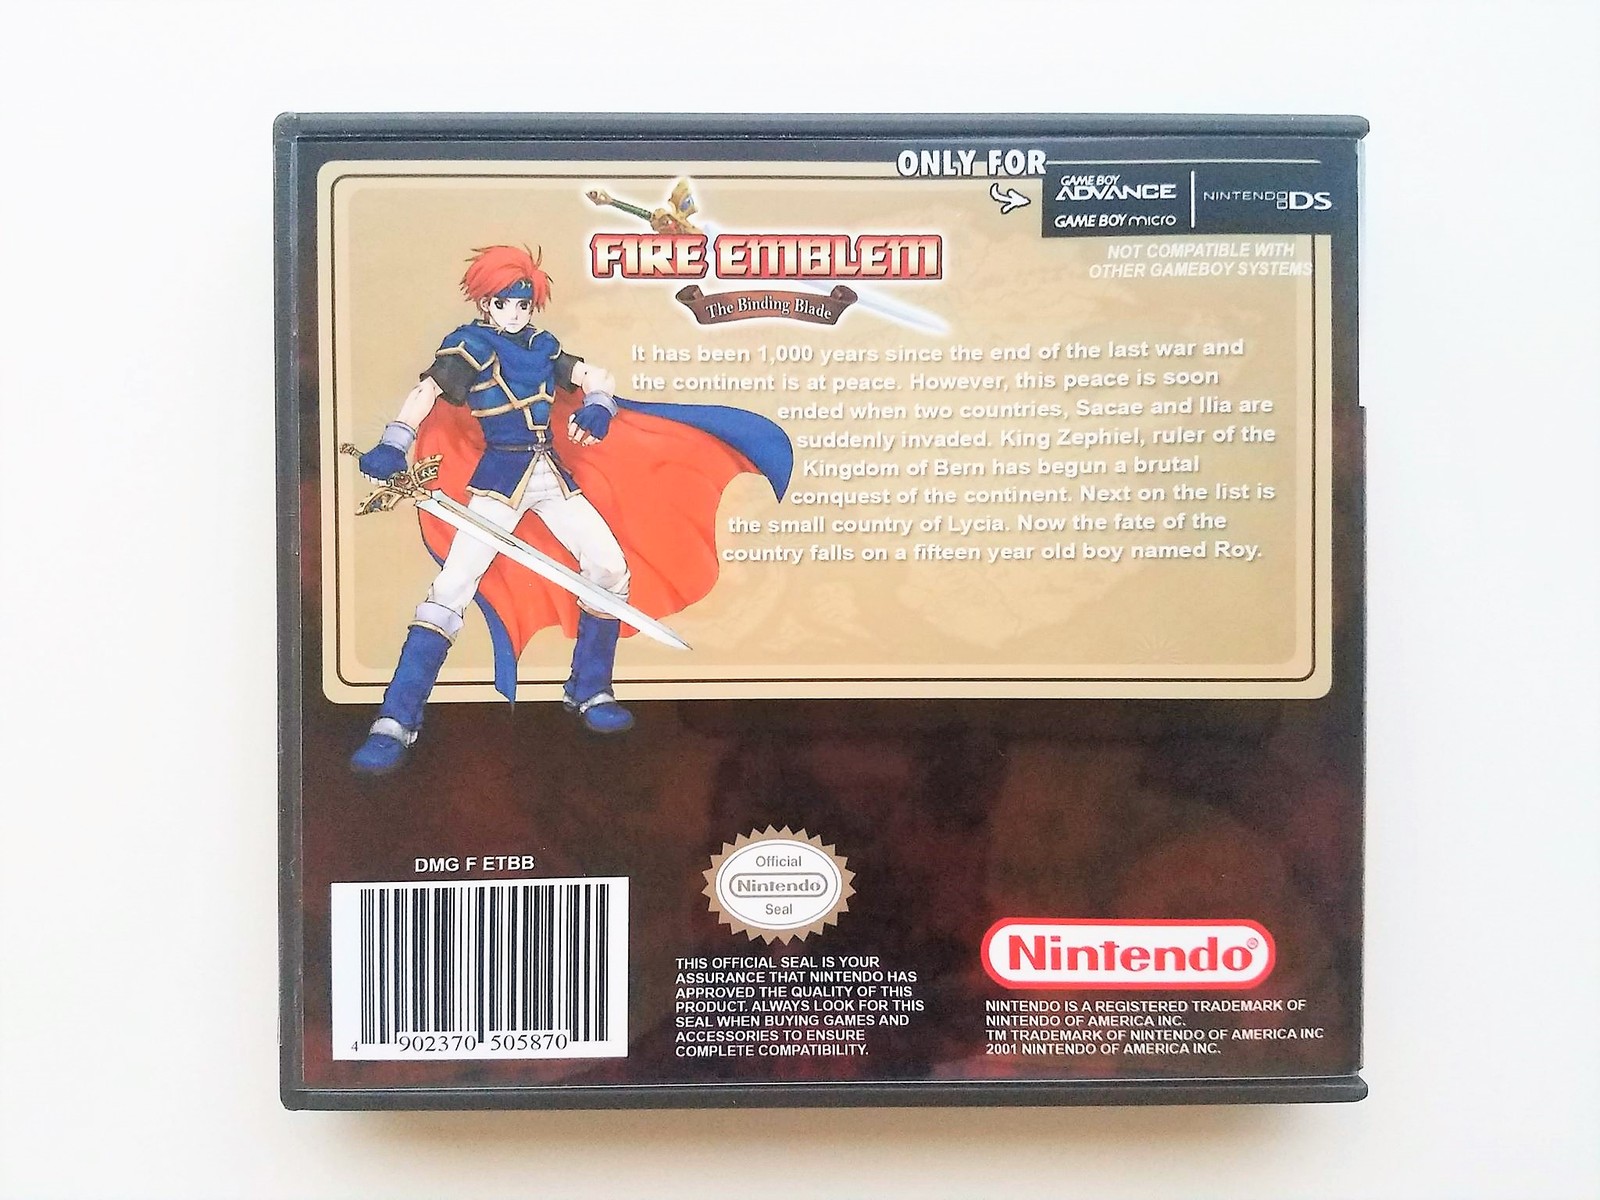 ONLY FOR
GAME BOY
ADVANCE
GAME BOY micro
NINTENDO DS
NOT COMPATIBLE WITH
OTHER GAMEBOY SYSTEMS
FIRE EMBLEM
The Binding Blade
It has been 1,000 years since the end of the last war and
the continent is at peace. However, this peace is soon
ended when two countries, Sacae and Ilia are
suddenly invaded. King Zephiel, ruler of the
Kingdom of Bern has begun a brutal
conquest of the continent. Next on the list is
the small country of Lycia. Now the fate of the
country falls on a fifteen year old boy named Roy.
DMG F ETBB
4 902370 505870
Official
Nintendo
Seal
THIS OFFICIAL SEAL IS YOUR
ASSURANCE THAT NINTENDO HAS
APPROVED THE QUALITY OF THIS
PRODUCT. ALWAYS LOOK FOR THIS
SEAL WHEN BUYING GAMES AND
ACCESSORIES TO ENSURE
COMPLETE COMPATIBILITY.
Nintendo®
NINTENDO IS A REGISTERED TRADEMARK OF
NINTENDO OF AMERICA INC.
TM TRADEMARK OF NINTENDO OF AMERICA INC
2001 NINTENDO OF AMERICA INC.